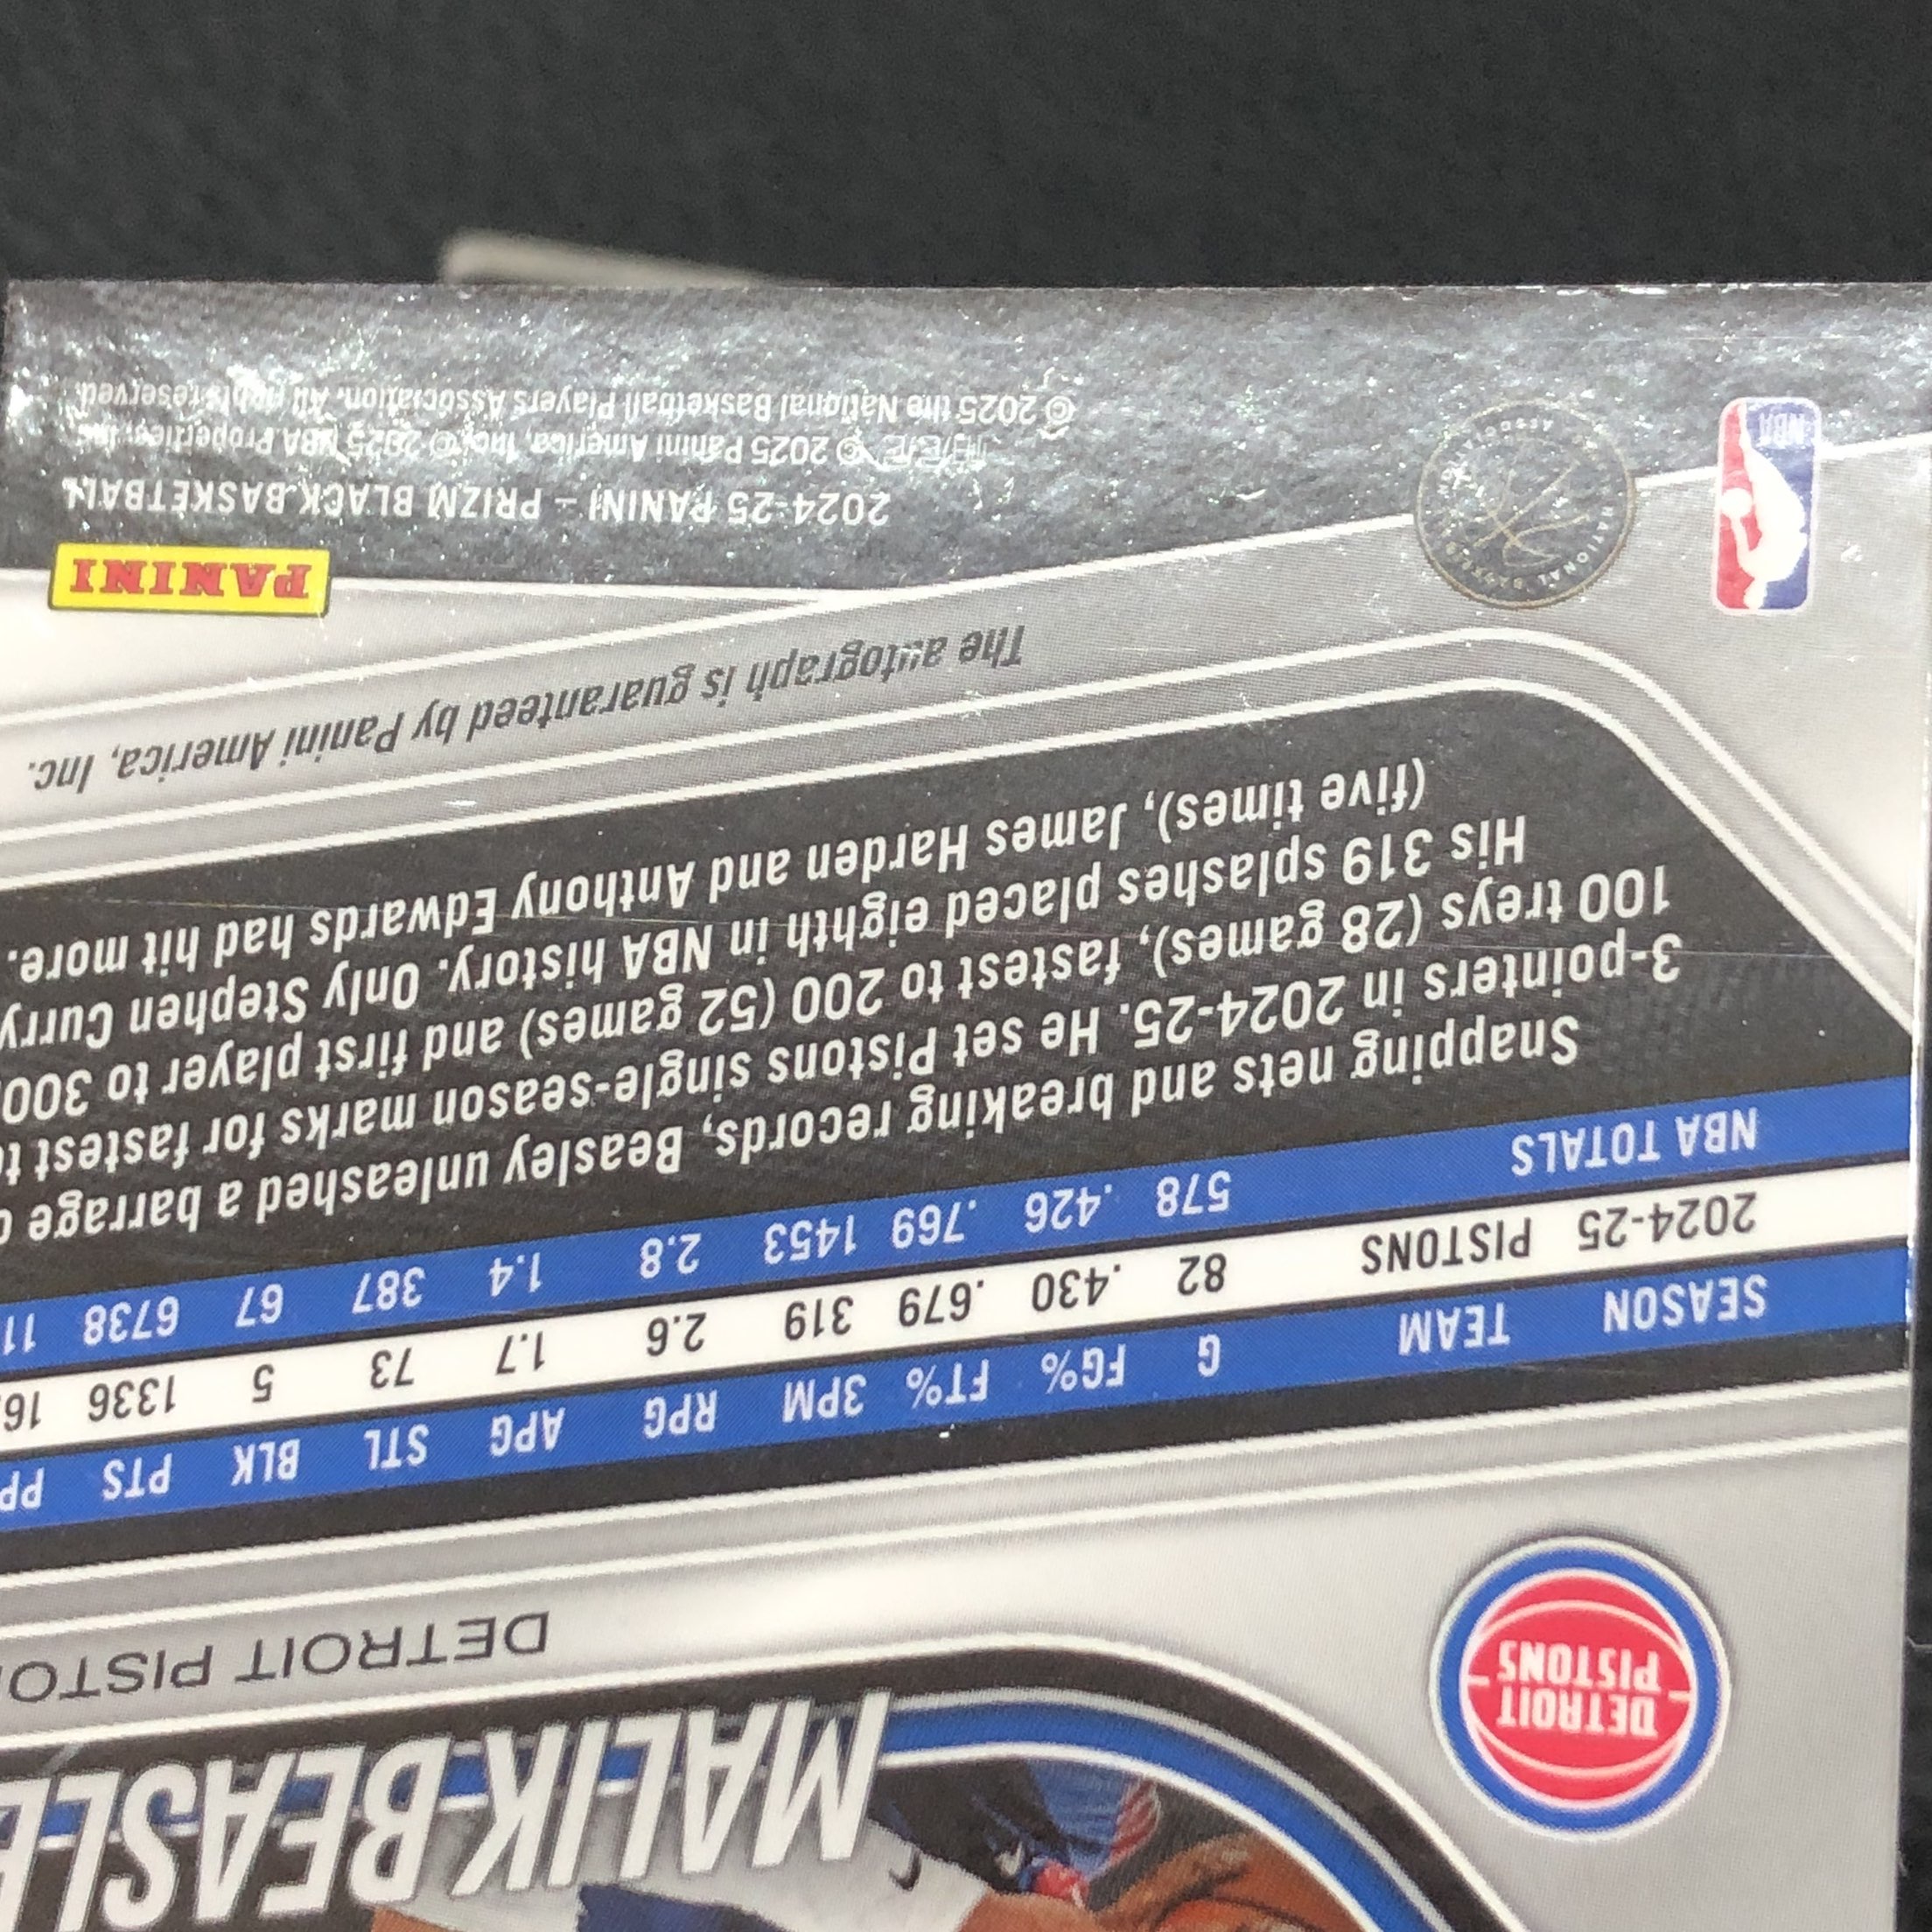 MALIK BEASLE
DETROIT PISTO
DETROIT
PISTONS
SEASON TEAM G FG% FT% 3PM RPG APG STL BLK PTS PP
2024-25 PISTONS 82 .430 .679 319 2.6 1.7 73 5 1336 16.
NBA TOTALS 578 .426 .769 1453 2.8 1.4 387 67 6738 11
Snapping nets and breaking records, Beasley unleashed a barrage
3-pointers in 2024-25. He set Pistons single-season marks for fastest t
100 treys (28 games), fastest to 200 (52 games) and first player to 300.
His 319 splashes placed eighth in NBA history. Only Stephen Curry
(five times), James Harden and Anthony Edwards had hit more.
The autograph is guaranteed by Panini America, Inc.
PANINI
NBA
2024-25 PANINI – PRIZM BLACK BASKETBALL
© 2025 Panini America, Inc. © 2025 NBA Properties, Inc.
© 2025 the National Basketball Players Association. All rights reserved.